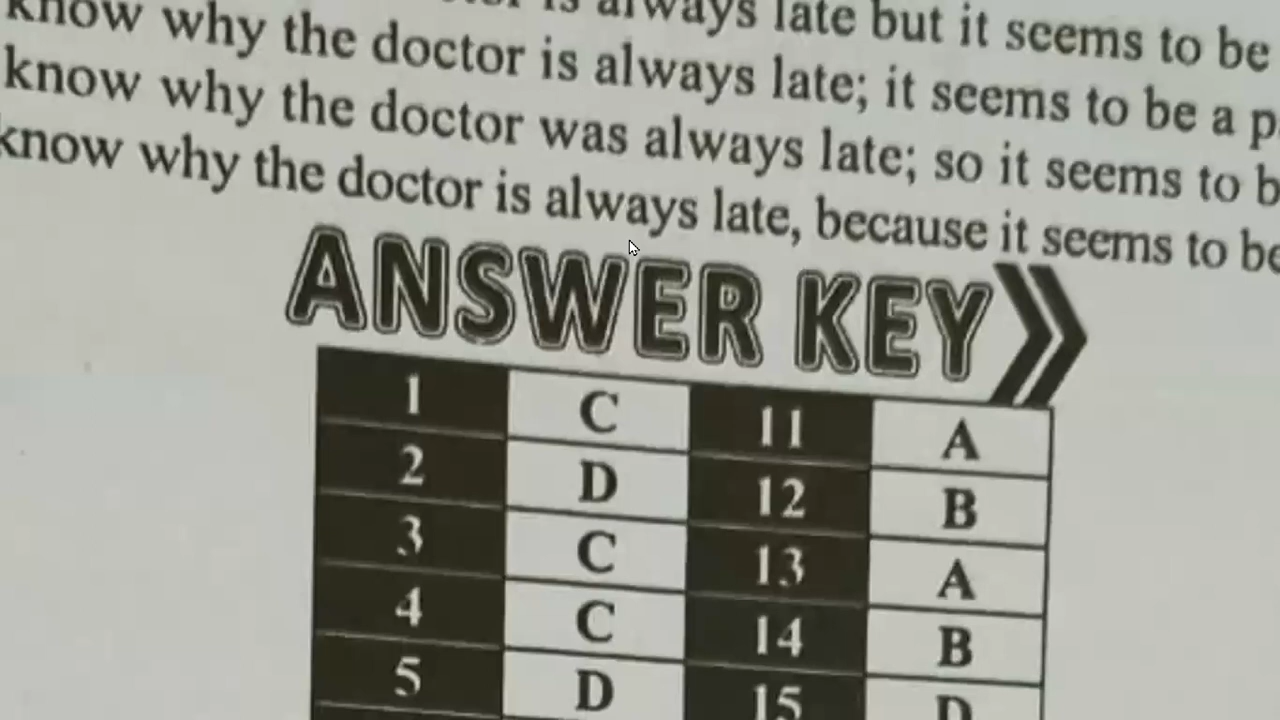 is always late but it seems to be
know why the doctor is always late; it seems to be a
know why the doctor was always late; so it seems to
know why the doctor is always late, because it seems to be
ANSWER KEY
1 C 11 A
2 D 12 B
3 C 13 A
4 C 14 B
5 D 15 D